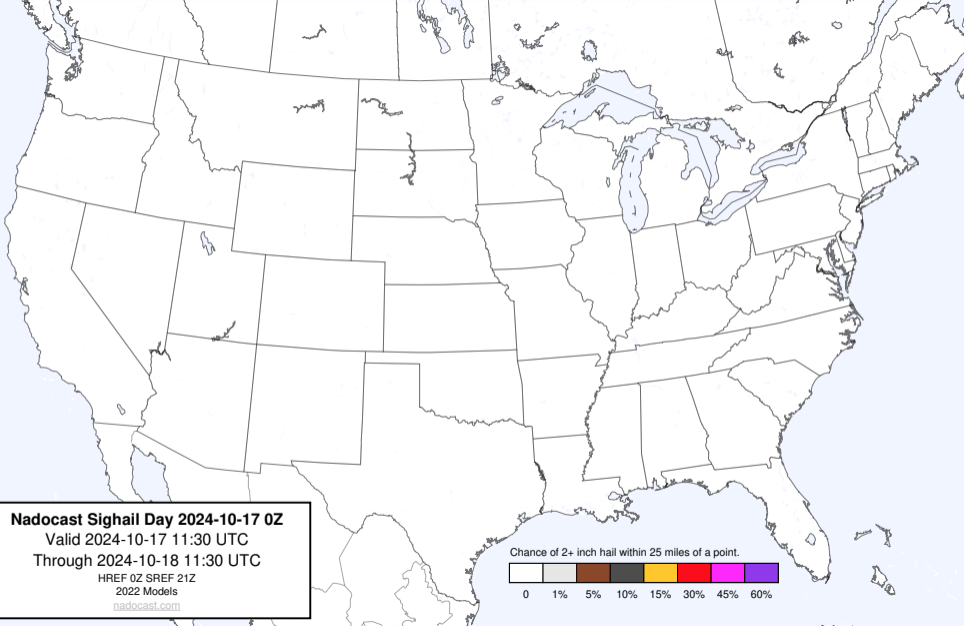 Nadocast Sighail Day 2024-10-17 0Z
Valid 2024-10-17 11:30 UTC
Through 2024-10-18 11:30 UTC
HREF 0Z SREF 21Z
2022 Models
nadocast.com
Chance of 2+ inch hail within 25 miles of a point.
0 1% 5% 10% 15% 30% 45% 60%